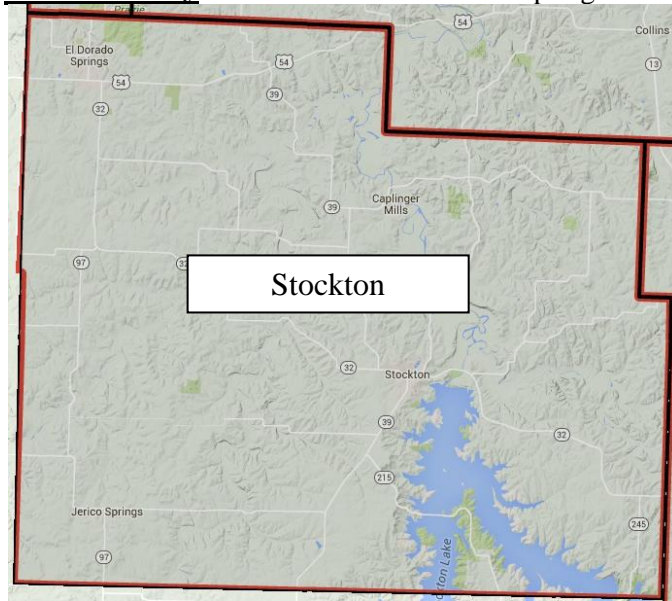 Prairie
54
Collins
El Dorado
Springs
54
13
54
39
32
Caplinger
Mills
39
97
32
Stockton
32
Stockton
39
32
215
Jerico Springs
245
97